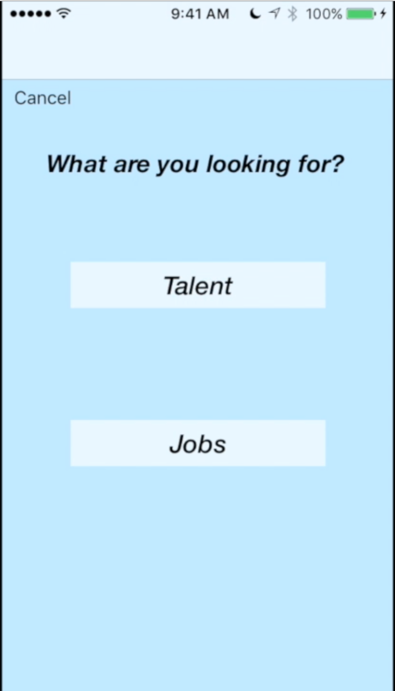 9:41 AM 100%
Cancel
What are you looking for?
Talent
Jobs